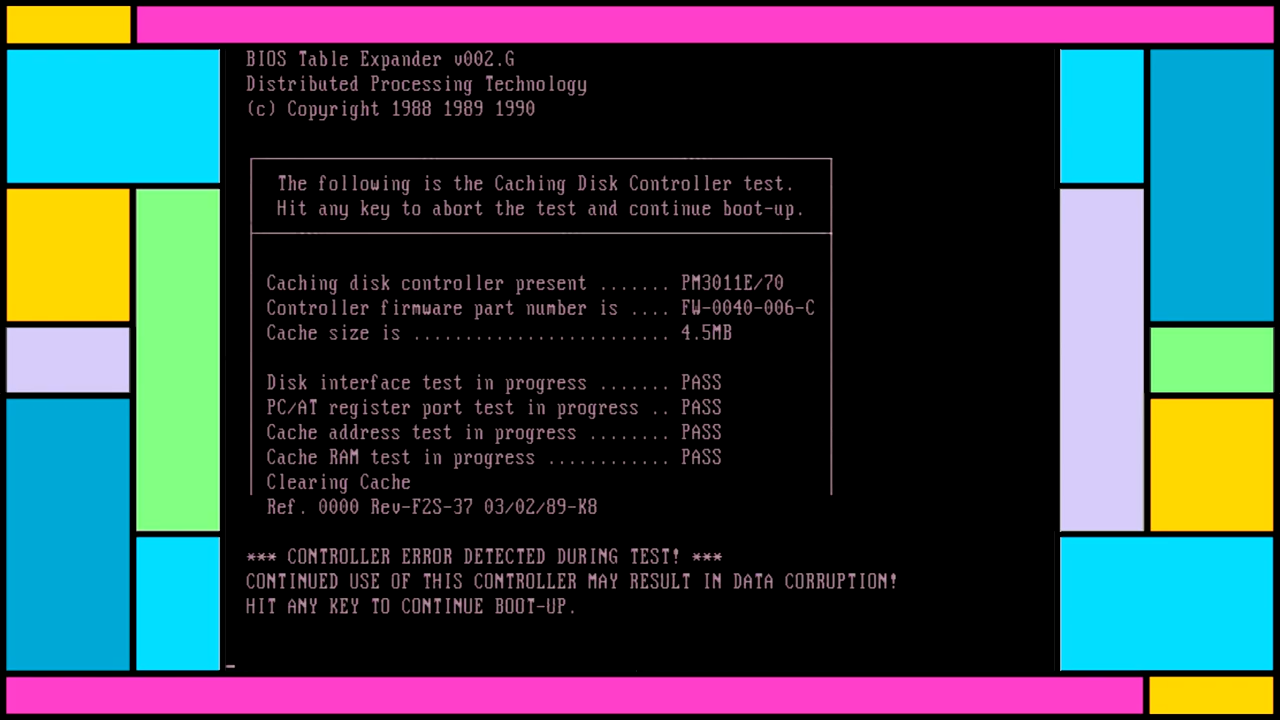 BIOS Table Expander v002.G
Distributed Processing Technology
(c) Copyright 1988 1989 1990
The following is the Caching Disk Controller test.
Hit any key to abort the test and continue boot-up.
Caching disk controller present ....... PM3011E/70
Controller firmware part number is .... FW-0040-006-C
Cache size is ......................... 4.5MB
Disk interface test in progress ....... PASS
PC/AT register port test in progress .. PASS
Cache address test in progress ........ PASS
Cache RAM test in progress ............ PASS
Clearing Cache
Ref. 0000 Rev-F2S-37 03/02/89-K8
*** CONTROLLER ERROR DETECTED DURING TEST! ***
CONTINUED USE OF THIS CONTROLLER MAY RESULT IN DATA CORRUPTION!
HIT ANY KEY TO CONTINUE BOOT-UP.